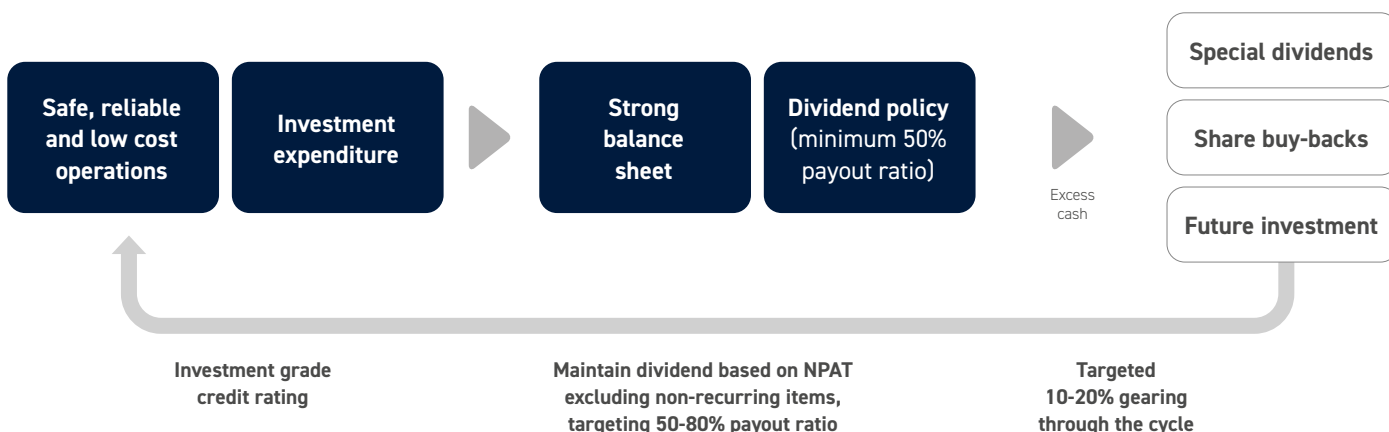 Safe, reliable
and low cost
operations
Investment
expenditure
Strong
balance
sheet
Dividend policy
(minimum 50%
payout ratio)
Excess
cash
Special dividends
Share buy-backs
Future investment
Investment grade
credit rating
Maintain dividend based on NPAT
excluding non-recurring items,
targeting 50-80% payout ratio
Targeted
10-20% gearing
through the cycle